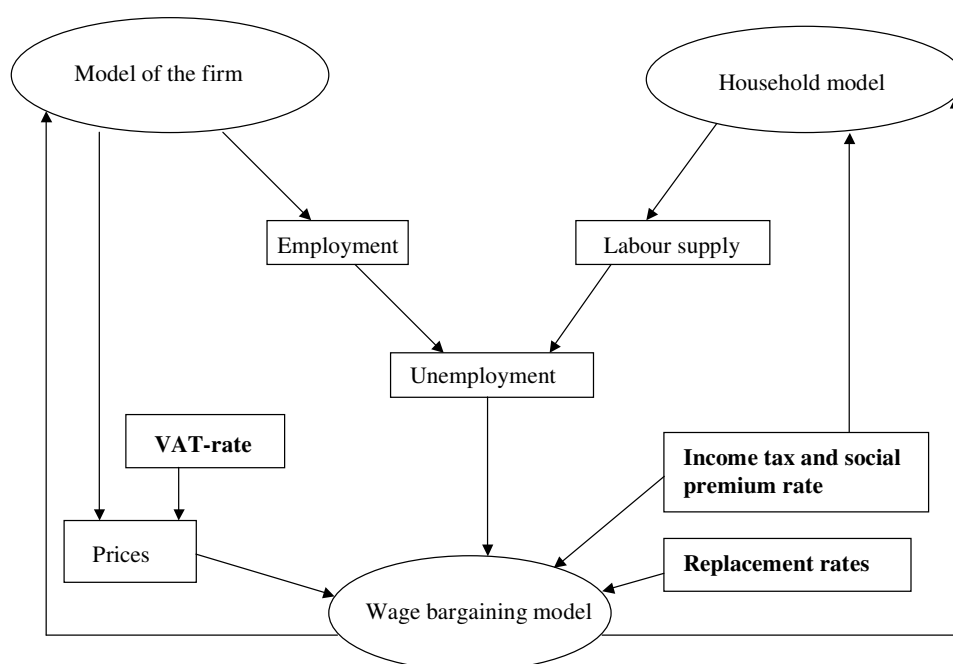 Model of the firm
Household model
Employment
Labour supply
Unemployment
VAT-rate
Income tax and social
premium rate
Prices
Replacement rates
Wage bargaining model